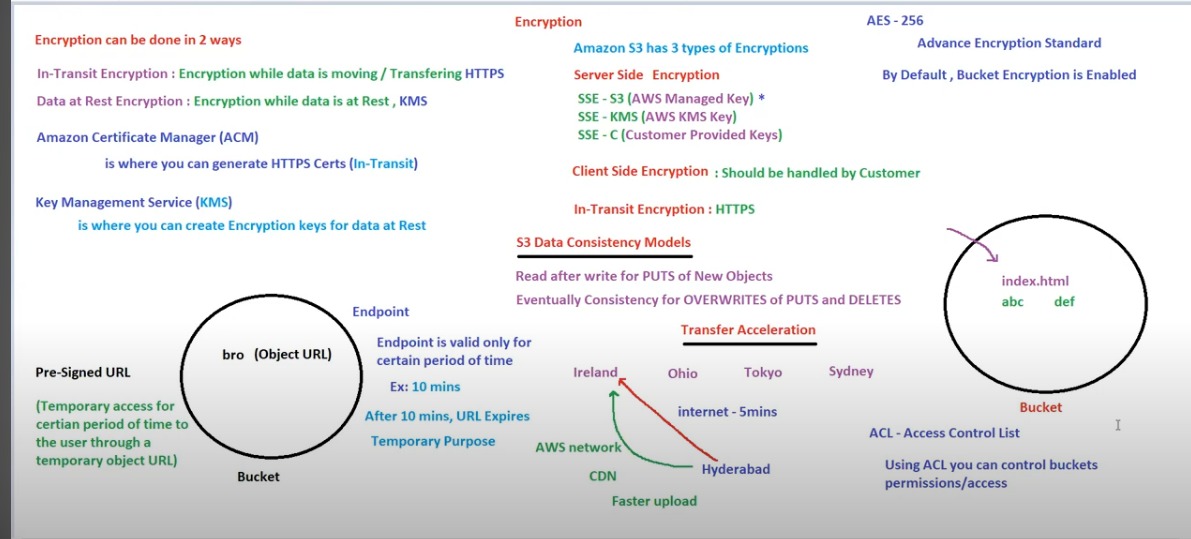 Encryption
AES - 256
Encryption can be done in 2 ways
Amazon S3 has 3 types of Encryptions
Advance Encryption Standard
In-Transit Encryption : Encryption while data is moving / Transfering HTTPS
Server Side Encryption
By Default , Bucket Encryption is Enabled
Data at Rest Encryption : Encryption while data is at Rest , KMS
SSE - S3 (AWS Managed Key) *
SSE - KMS (AWS KMS Key)
SSE - C (Customer Provided Keys)
Amazon Certificate Manager (ACM)
is where you can generate HTTPS Certs (In-Transit)
Client Side Encryption : Should be handled by Customer
Key Management Service (KMS)
is where you can create Encryption keys for data at Rest
In-Transit Encryption : HTTPS
S3 Data Consistency Models
Read after write for PUTS of New Objects
Eventually Consistency for OVERWRITES of PUTS and DELETES
index.html
abc def
Bucket
Endpoint
bro (Object URL)
Endpoint is valid only for
certain period of time
Ex: 10 mins
After 10 mins, URL Expires
Temporary Purpose
Pre-Signed URL
(Temporary access for
certian period of time to
the user through a
temporary object URL)
Bucket
Transfer Acceleration
Ireland Ohio Tokyo Sydney
internet - 5mins
AWS network
Hyderabad
CDN
Faster upload
ACL - Access Control List
Using ACL you can control buckets
permissions/access